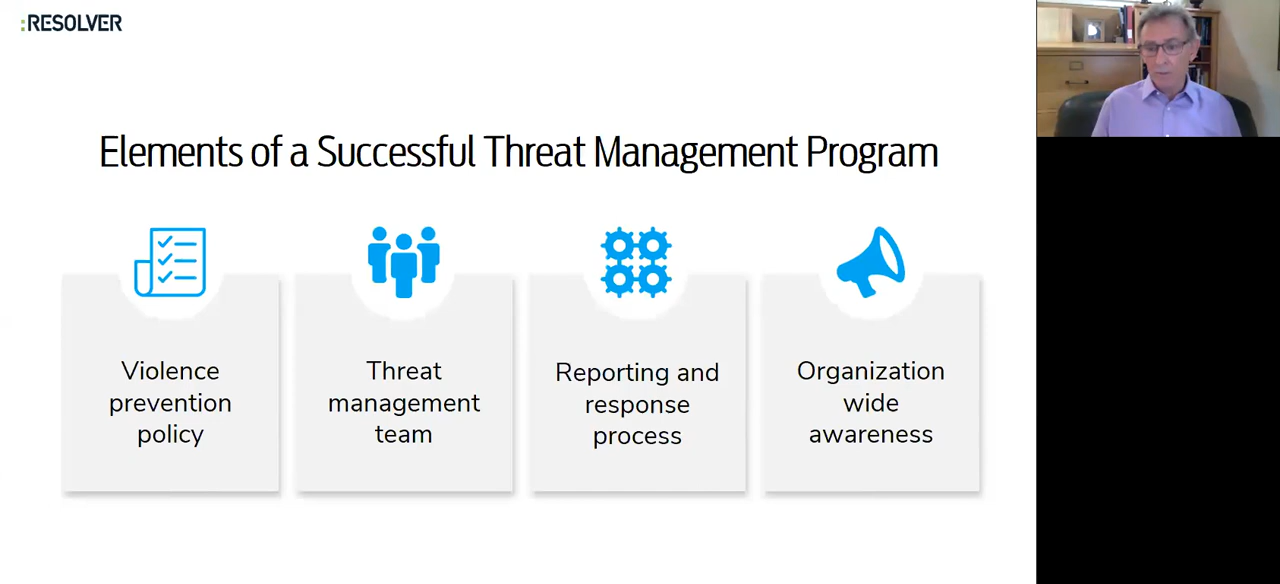 :RESOLVER
Elements of a Successful Threat Management Program
Violence
prevention
policy
Threat
management
team
Reporting and
response
process
Organization
wide
awareness